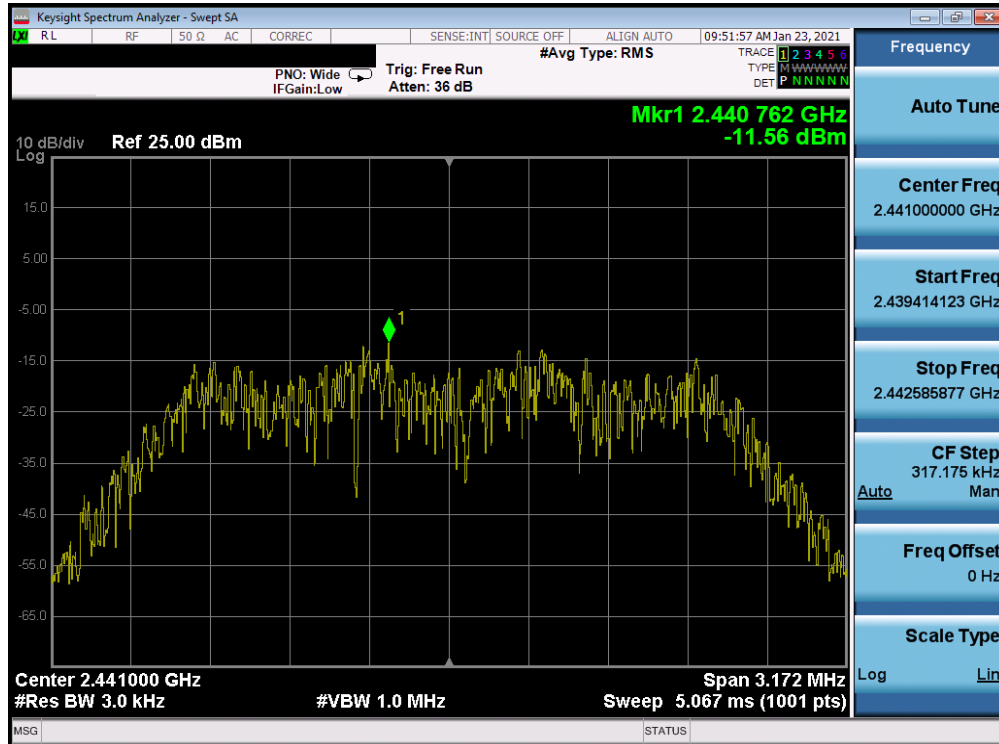 Keysight Spectrum Analyzer - Swept SA
LXI RL RF 50 Ω AC CORREC SENSE:INT SOURCE OFF ALIGN AUTO 09:51:57 AM Jan 23, 2021
#Avg Type: RMS
TRACE 1 2 3 4 5 6
PNO: Wide Trig: Free Run
TYPE M WWWWW
IFGain:Low Atten: 36 dB
DET P N N N N N
Mkr1 2.440 762 GHz
-11.56 dBm
10 dB/div Ref 25.00 dBm
Log
15.0
5.00
-5.00
1
-15.0
-25.0
-35.0
-45.0
-55.0
-65.0
Center 2.441000 GHz Span 3.172 MHz
#Res BW 3.0 kHz #VBW 1.0 MHz Sweep 5.067 ms (1001 pts)
MSG STATUS
Frequency
Auto Tune
Center Freq
2.441000000 GHz
Start Freq
2.439414123 GHz
Stop Freq
2.442585877 GHz
CF Step
317.175 kHz
Auto Man
Freq Offset
0 Hz
Scale Type
Log Lin